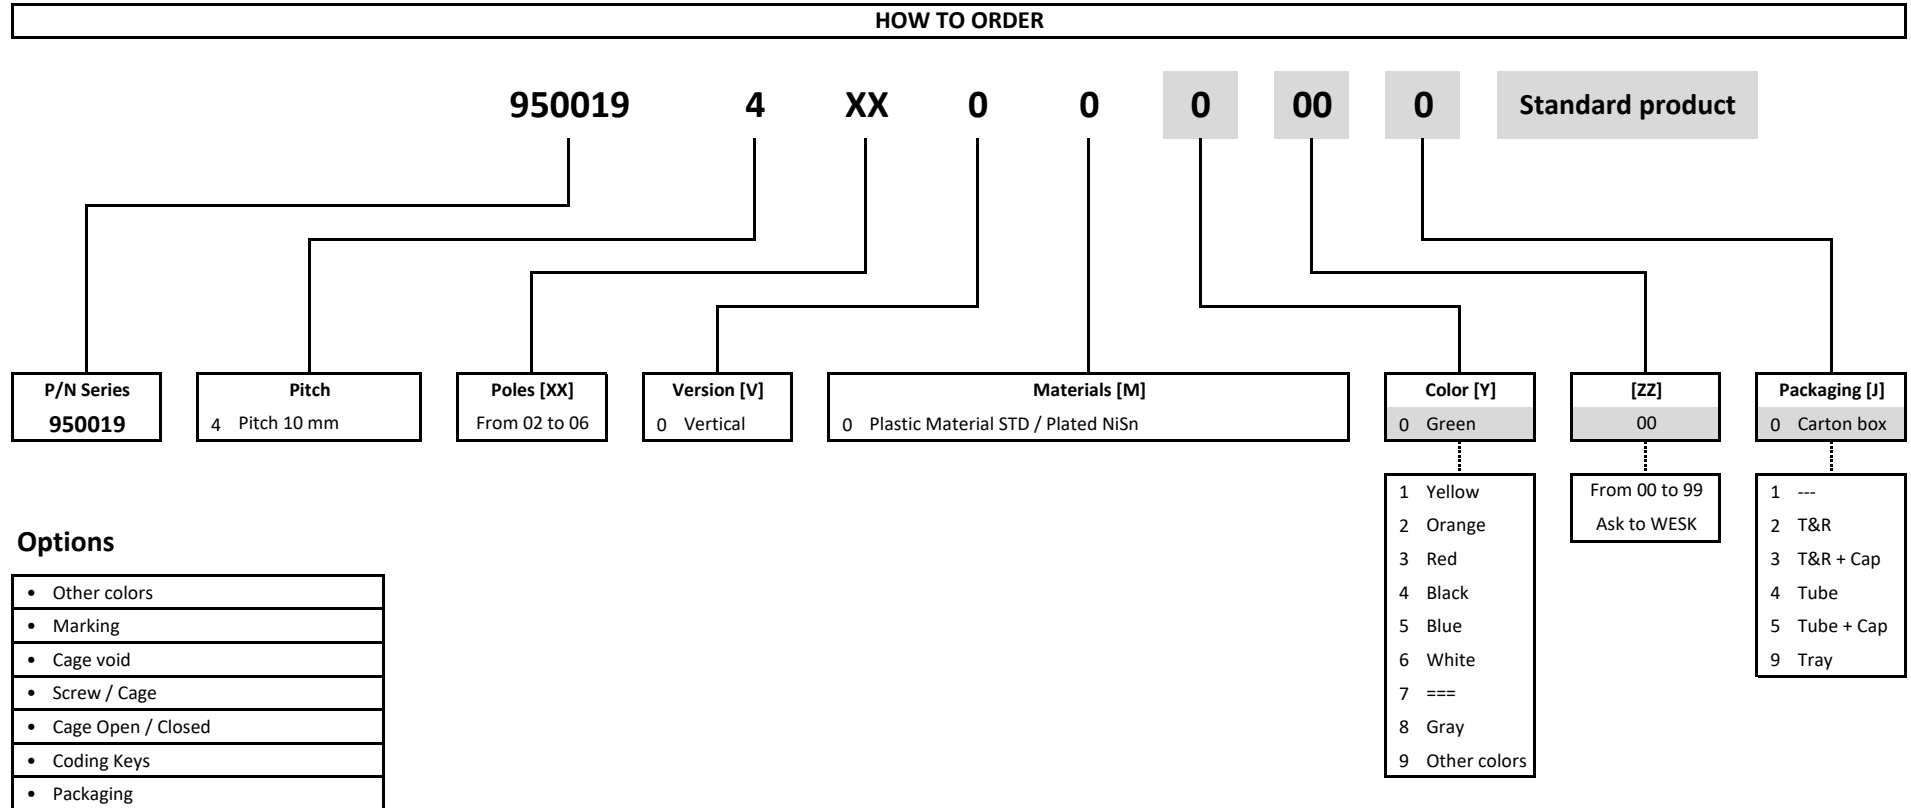 HOW TO ORDER
950019 4 XX 0 0 0 00 0 Standard product
P/N Series Pitch Poles [XX] Version [V] Materials [M] Color [Y] [ZZ] Packaging [J]
950019 4 Pitch 10 mm From 02 to 06 0 Vertical 0 Plastic Material STD / Plated NiSn 0 Green 00 0 Carton box
1 Yellow From 00 to 99 1 ---
2 Orange Ask to WESK 2 T&R
3 Red 3 T&R + Cap
4 Black 4 Tube
5 Blue 5 Tube + Cap
6 White 9 Tray
7 ===
8 Gray
9 Other colors
Options
• Other colors
• Marking
• Cage void
• Screw / Cage
• Cage Open / Closed
• Coding Keys
• Packaging